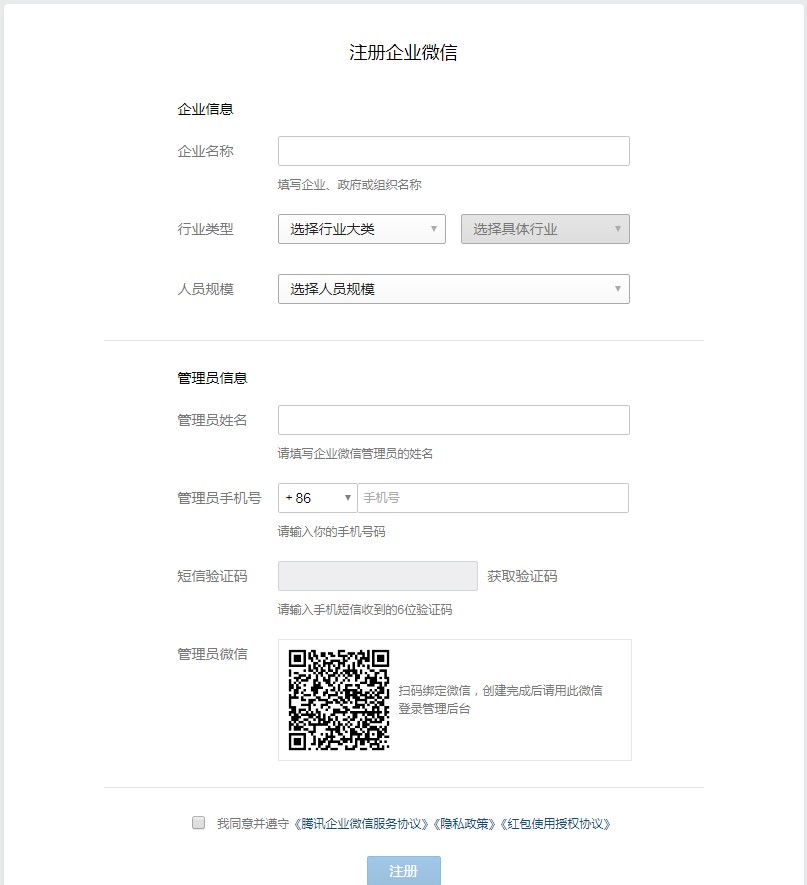 注册企业微信
企业信息
企业名称
填写企业、政府或组织名称
行业类型 选择行业大类 选择具体行业
人员规模 选择人员规模
管理员信息
管理员姓名
请填写企业微信管理员的姓名
管理员手机号 +86 手机号
请输入你的手机号码
短信验证码 获取验证码
请输入手机短信收到的6位验证码
管理员微信
扫码绑定微信，创建完成后请用此微信
登录管理后台
我同意并遵守《腾讯企业微信服务协议》《隐私政策》《红包使用授权协议》
注册